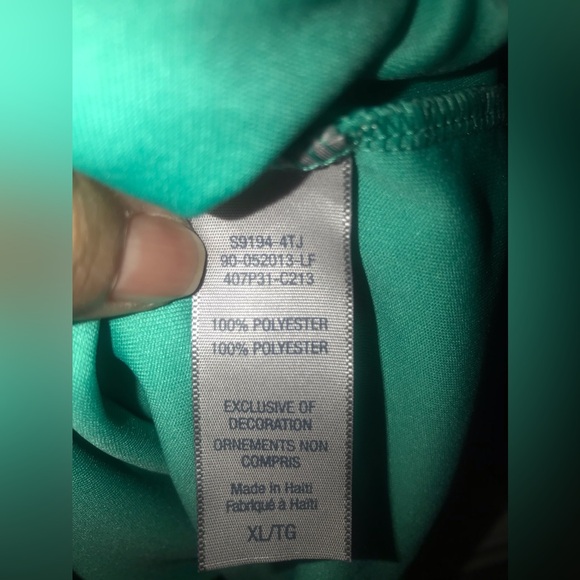 S9194-4TJ
90-052013-LF
407P31-C213
100% POLYESTER
100% POLYESTER
EXCLUSIVE OF
DECORATION
ORNEMENTS NON
COMPRIS
Made in Haiti
Fabriqué à Haïti
XL/TG